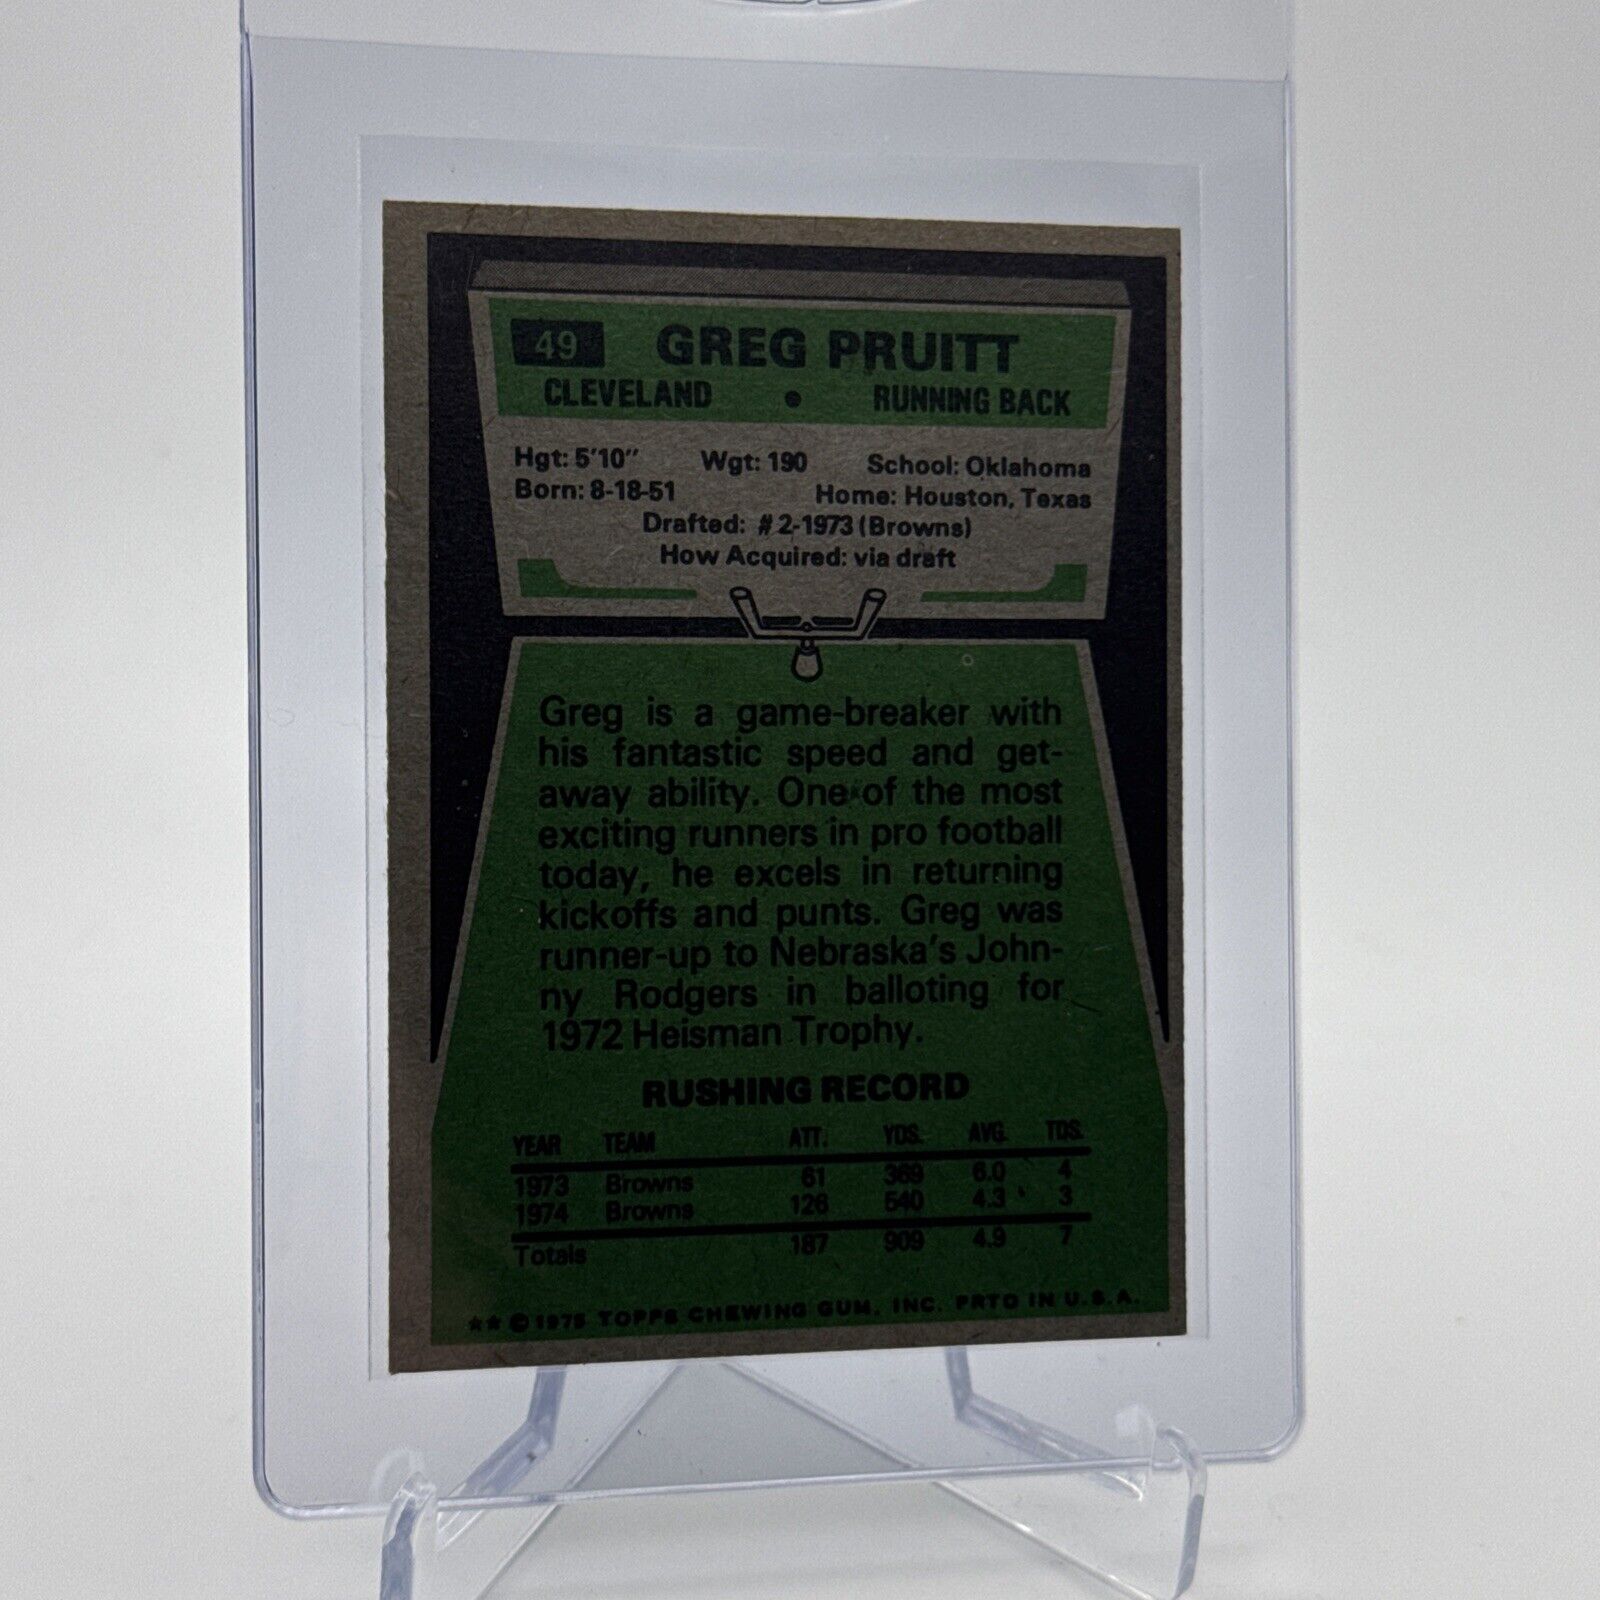 49 GREG PRUITT
CLEVELAND • RUNNING BACK
Hgt: 5'10" Wgt: 190 School: Oklahoma
Born: 8-18-51 Home: Houston, Texas
Drafted: #2-1973 (Browns)
How Acquired: via draft
Greg is a game-breaker with
his fantastic speed and get-
away ability. One of the most
exciting runners in pro football
today, he excels in returning
kickoffs and punts. Greg was
runner-up to Nebraska's John-
ny Rodgers in balloting for
1972 Heisman Trophy.
RUSHING RECORD
YEAR TEAM ATT. YDS. AVG. TDS.
1973 Browns 61 369 6.0 4
1974 Browns 126 540 4.3 3
Totals 187 909 4.9 7
★★ © 1975 TOPPS CHEWING GUM, INC. PRTD IN U.S.A.